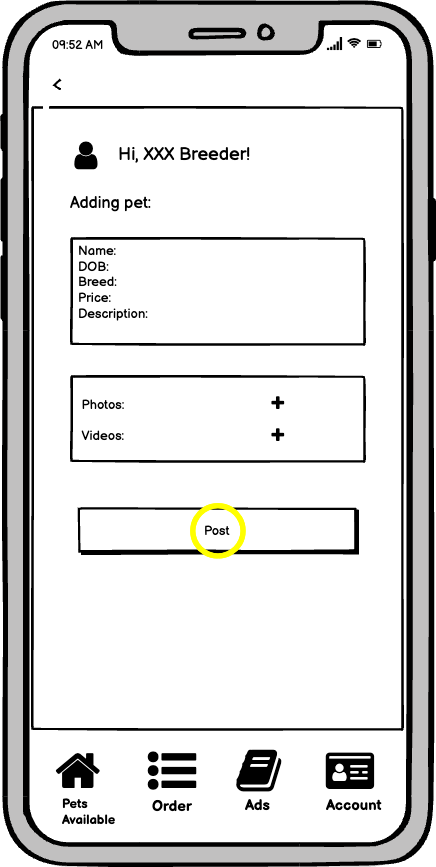 09:52 AM
<
Hi, XXX Breeder!
Adding pet:
Name:
DOB:
Breed:
Price:
Description:
Photos: +
Videos: +
Post
Pets
Available
Order
Ads
Account